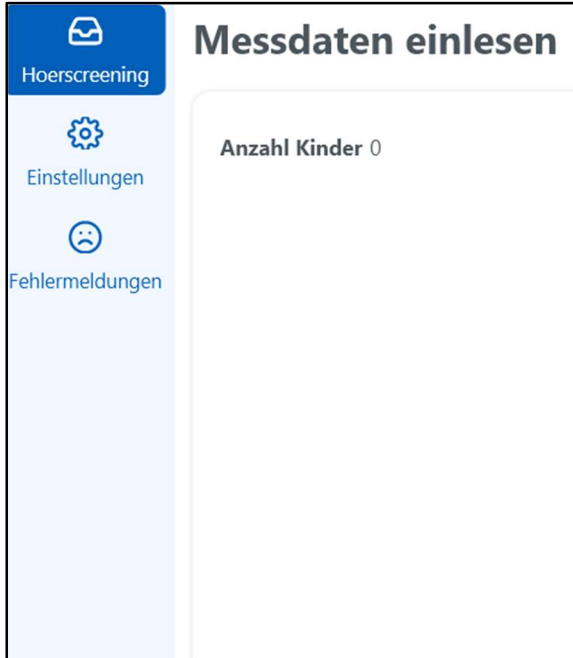 Hoerscreening
Messdaten einlesen
Anzahl Kinder 0
Einstellungen
Fehlermeldungen